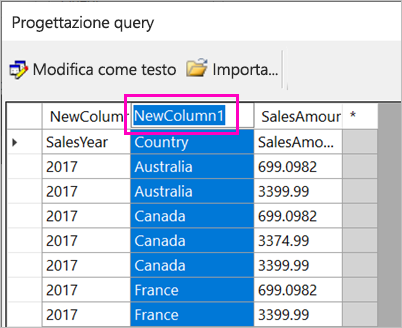 Progettazione query
Modifica come testo Importa...
NewColumr NewColumn1 SalesAmour *
SalesYear Country SalesAmo...
2017 Australia 699.0982
2017 Australia 3399.99
2017 Canada 699.0982
2017 Canada 3374.99
2017 Canada 3399.99
2017 France 699.0982
2017 France 3399.99